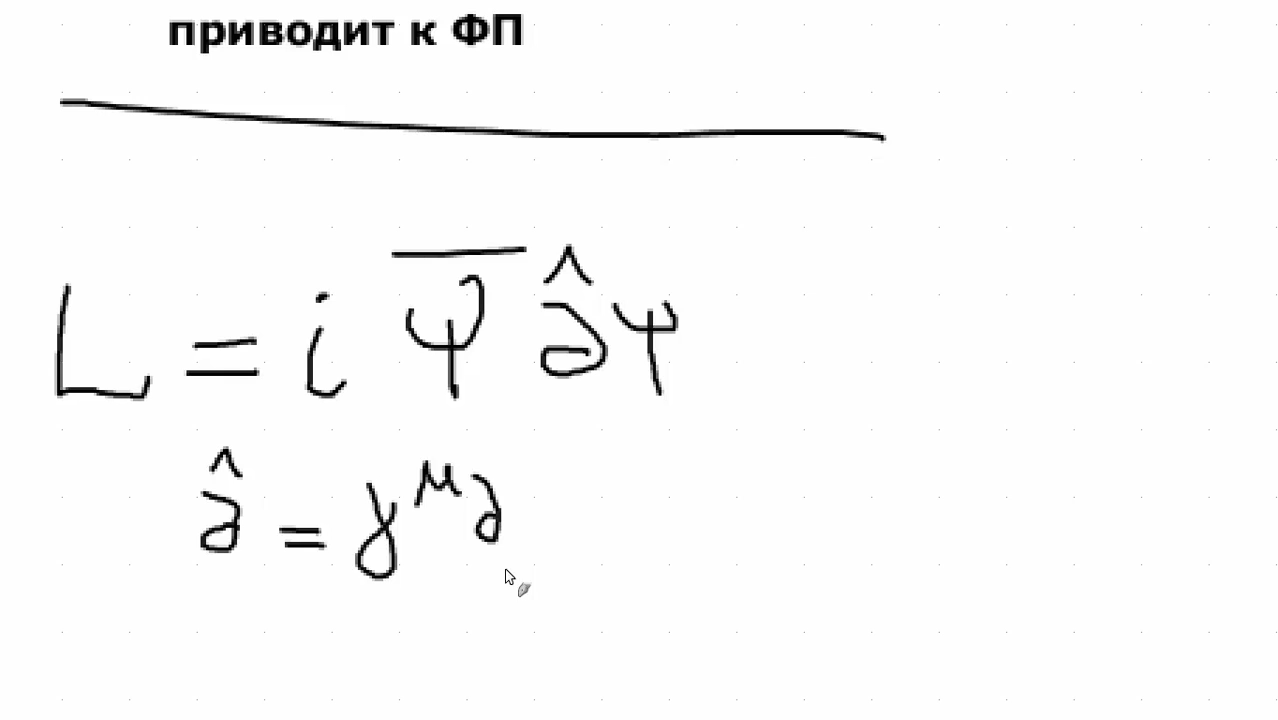 приводит к ФП
L = i ψ̅ ∂̂ ψ
∂̂ = γ^μ ∂